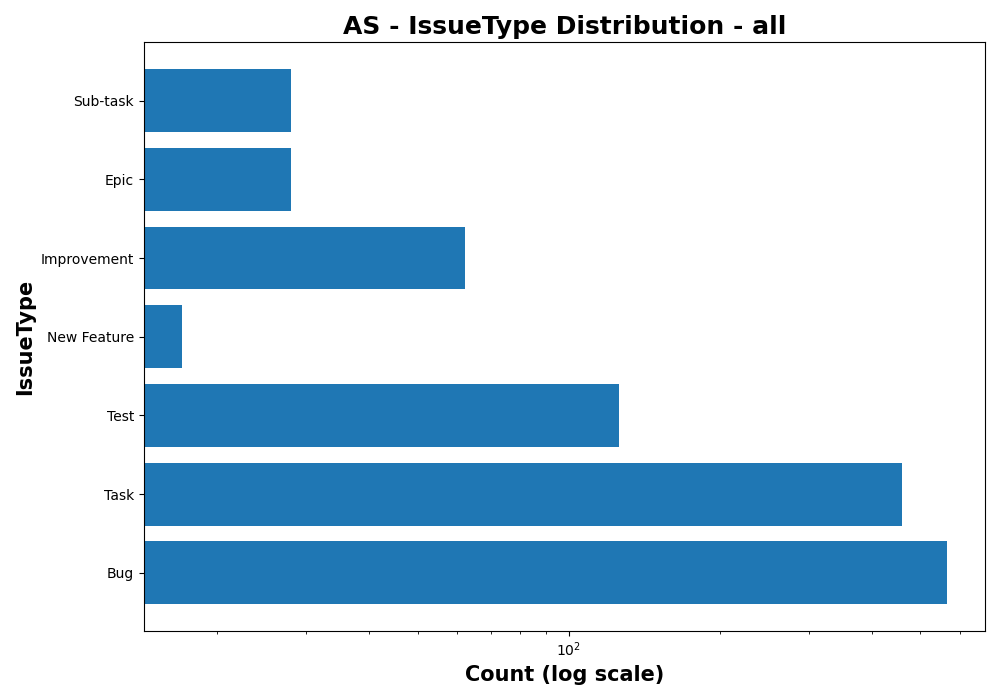 AS - IssueType Distribution - all
Sub-task
Epic
Improvement
New Feature
Test
Task
Bug
IssueType
10²
Count (log scale)